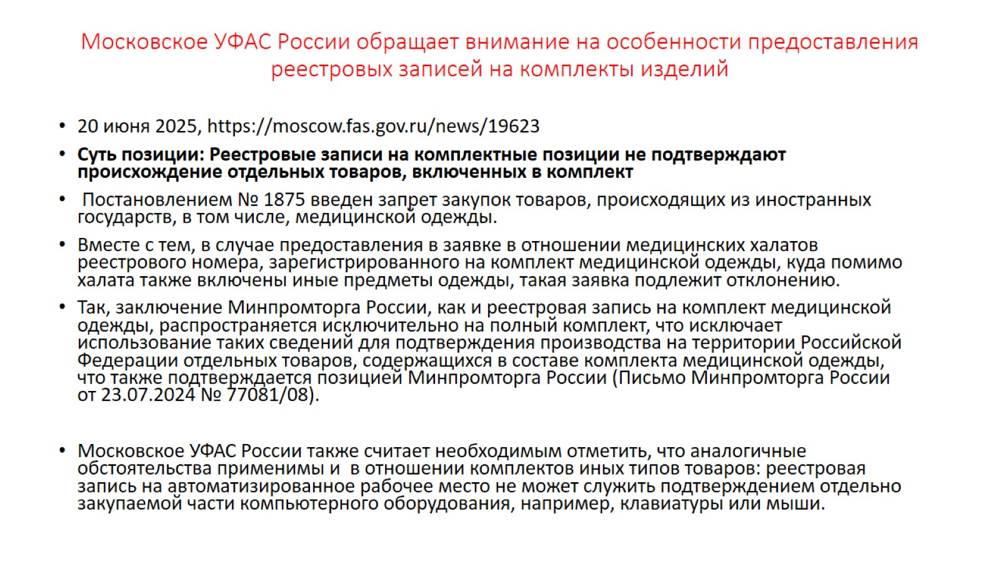 Московское УФАС России обращает внимание на особенности предоставления
реестровых записей на комплекты изделий
• 20 июня 2025, https://moscow.fas.gov.ru/news/19623
• Суть позиции: Реестровые записи на комплектные позиции не подтверждают
происхождение отдельных товаров, включенных в комплект
• Постановлением № 1875 введен запрет закупок товаров, происходящих из иностранных
государств, в том числе, медицинской одежды.
• Вместе с тем, в случае предоставления в заявке в отношении медицинских халатов
реестрового номера, зарегистрированного на комплект медицинской одежды, куда помимо
халата также включены иные предметы одежды, такая заявка подлежит отклонению.
• Так, заключение Минпромторга России, как и реестровая запись на комплект медицинской
одежды, распространяется исключительно на полный комплект, что исключает
использование таких сведений для подтверждения производства на территории Российской
Федерации отдельных товаров, содержащихся в составе комплекта медицинской одежды,
что также подтверждается позицией Минпромторга России (Письмо Минпромторга России
от 23.07.2024 № 77081/08).
• Московское УФАС России также считает необходимым отметить, что аналогичные
обстоятельства применимы и  в отношении комплектов иных типов товаров: реестровая
запись на автоматизированное рабочее место не может служить подтверждением отдельно
закупаемой части компьютерного оборудования, например, клавиатуры или мыши.